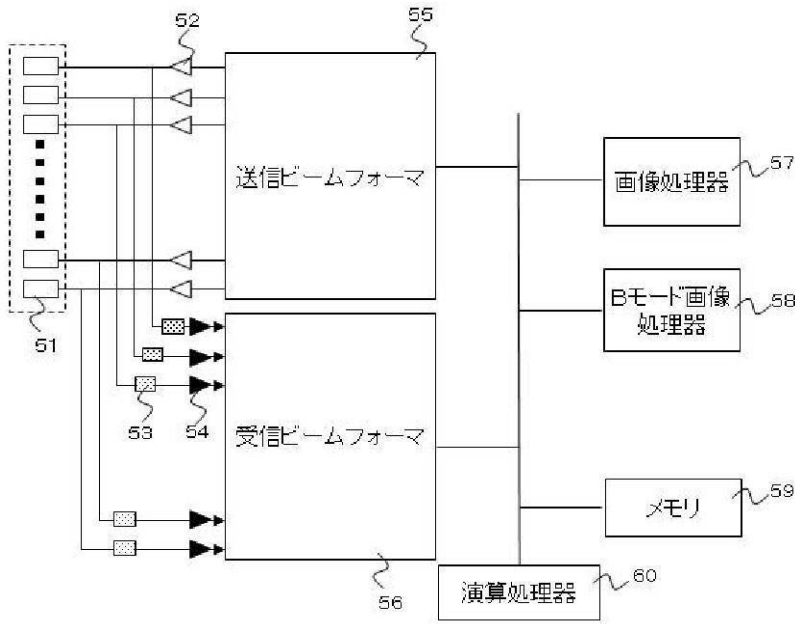 52
55
送信ビームフォーマ
画像処理器
57
Bモード画像
処理器
58
51
53
54
受信ビームフォーマ
メモリ
59
56
演算処理器
60